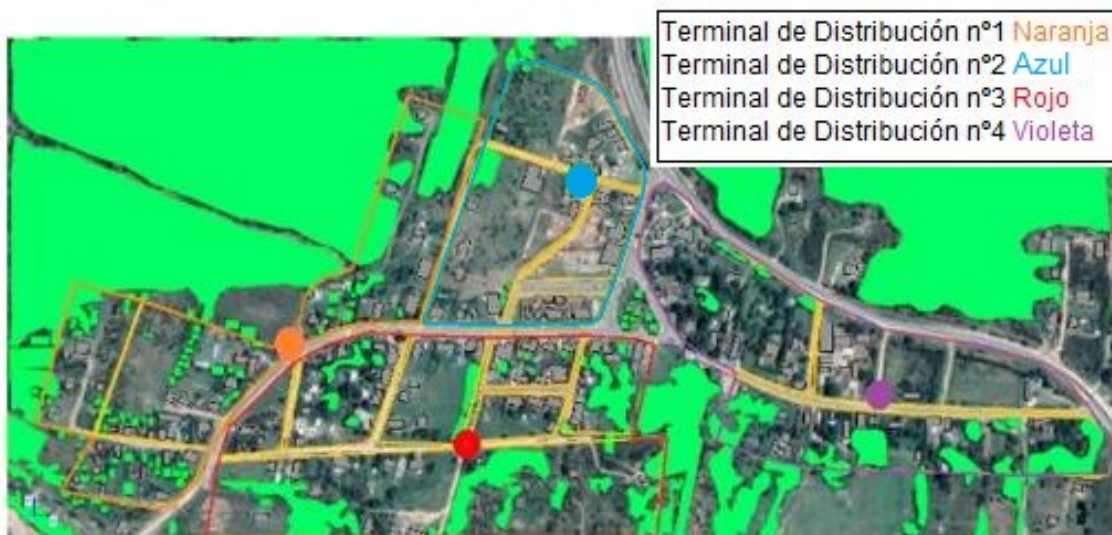 Terminal de Distribución nº1 Naranja
Terminal de Distribución nº2 Azul
Terminal de Distribución nº3 Rojo
Terminal de Distribución nº4 Violeta